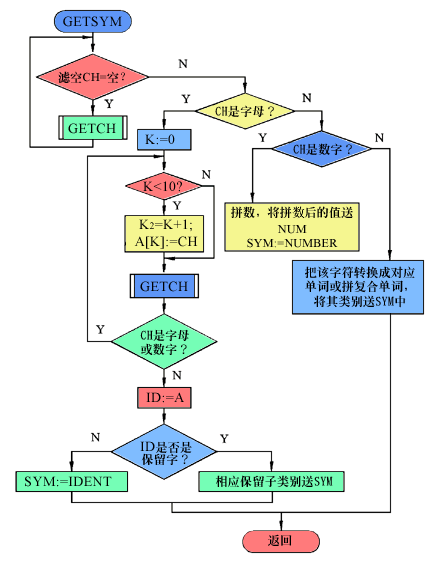 GETSYM
滤空CH=空?
N
Y
GETCH
CH是字母?
Y
N
K:=0
CH是数字?
Y
N
K<10?
N
Y
拼数，将拼数后的值送
NUM
SYM:=NUMBER
K2=K+1;
A[K]:=CH
GETCH
把该字符转换成对应
单词或拼复合单词，
将其类别送SYM中
Y
CH是字母
或数字?
N
ID:=A
ID是否是
保留字?
N
Y
SYM:=IDENT
相应保留子类别送SYM
返回